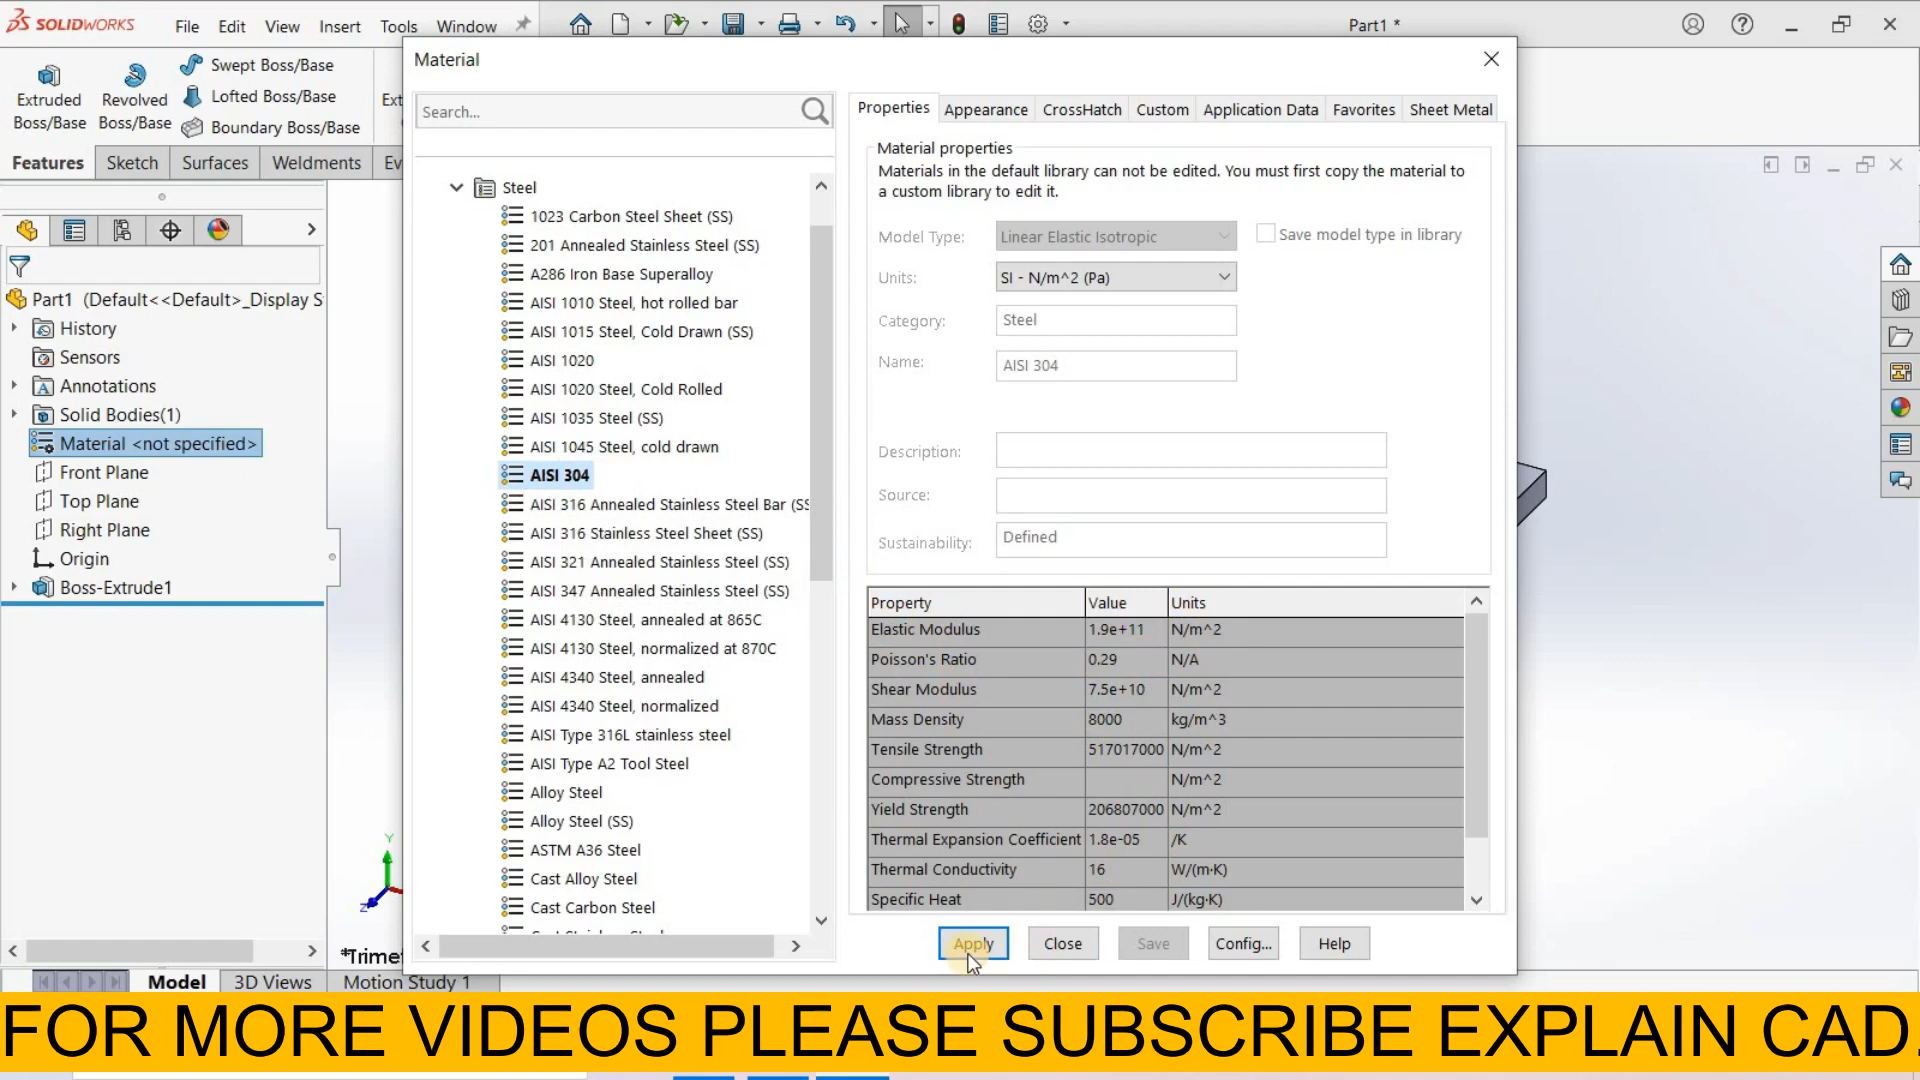 SOLIDWORKS
File Edit View Insert Tools Window
Part1 *
Extruded Boss/Base
Revolved Boss/Base
Swept Boss/Base
Lofted Boss/Base
Boundary Boss/Base
Ext
Features Sketch Surfaces Weldments Ev
Part1 (Default<<Default>_Display S
History
Sensors
Annotations
Solid Bodies(1)
Material <not specified>
Front Plane
Top Plane
Right Plane
Origin
Boss-Extrude1
Material
Search...
Steel
1023 Carbon Steel Sheet (SS)
201 Annealed Stainless Steel (SS)
A286 Iron Base Superalloy
AISI 1010 Steel, hot rolled bar
AISI 1015 Steel, Cold Drawn (SS)
AISI 1020
AISI 1020 Steel, Cold Rolled
AISI 1035 Steel (SS)
AISI 1045 Steel, cold drawn
AISI 304
AISI 316 Annealed Stainless Steel Bar (SS
AISI 316 Stainless Steel Sheet (SS)
AISI 321 Annealed Stainless Steel (SS)
AISI 347 Annealed Stainless Steel (SS)
AISI 4130 Steel, annealed at 865C
AISI 4130 Steel, normalized at 870C
AISI 4340 Steel, annealed
AISI 4340 Steel, normalized
AISI Type 316L stainless steel
AISI Type A2 Tool Steel
Alloy Steel
Alloy Steel (SS)
ASTM A36 Steel
Cast Alloy Steel
Cast Carbon Steel
Properties Appearance CrossHatch Custom Application Data Favorites Sheet Metal
Material properties
Materials in the default library can not be edited. You must first copy the material to
a custom library to edit it.
Model Type: Linear Elastic Isotropic Save model type in library
Units: SI - N/m^2 (Pa)
Category: Steel
Name: AISI 304
Description:
Source:
Sustainability: Defined
Property Value Units
Elastic Modulus 1.9e+11 N/m^2
Poisson's Ratio 0.29 N/A
Shear Modulus 7.5e+10 N/m^2
Mass Density 8000 kg/m^3
Tensile Strength 517017000 N/m^2
Compressive Strength N/m^2
Yield Strength 206807000 N/m^2
Thermal Expansion Coefficient 1.8e-05 /K
Thermal Conductivity 16 W/(m·K)
Specific Heat 500 J/(kg·K)
Apply Close Save Config... Help
Y
Z
*Trimet
Model 3D Views Motion Study 1
FOR MORE VIDEOS PLEASE SUBSCRIBE EXPLAIN CAD.